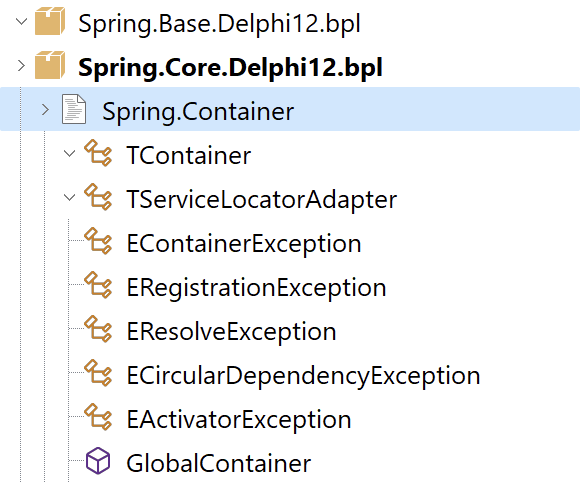 Spring.Base.Delphi12.bpl
Spring.Core.Delphi12.bpl
Spring.Container
TContainer
TServiceLocatorAdapter
EContainerException
ERegistrationException
EResolveException
ECircularDependencyException
EActivatorException
GlobalContainer